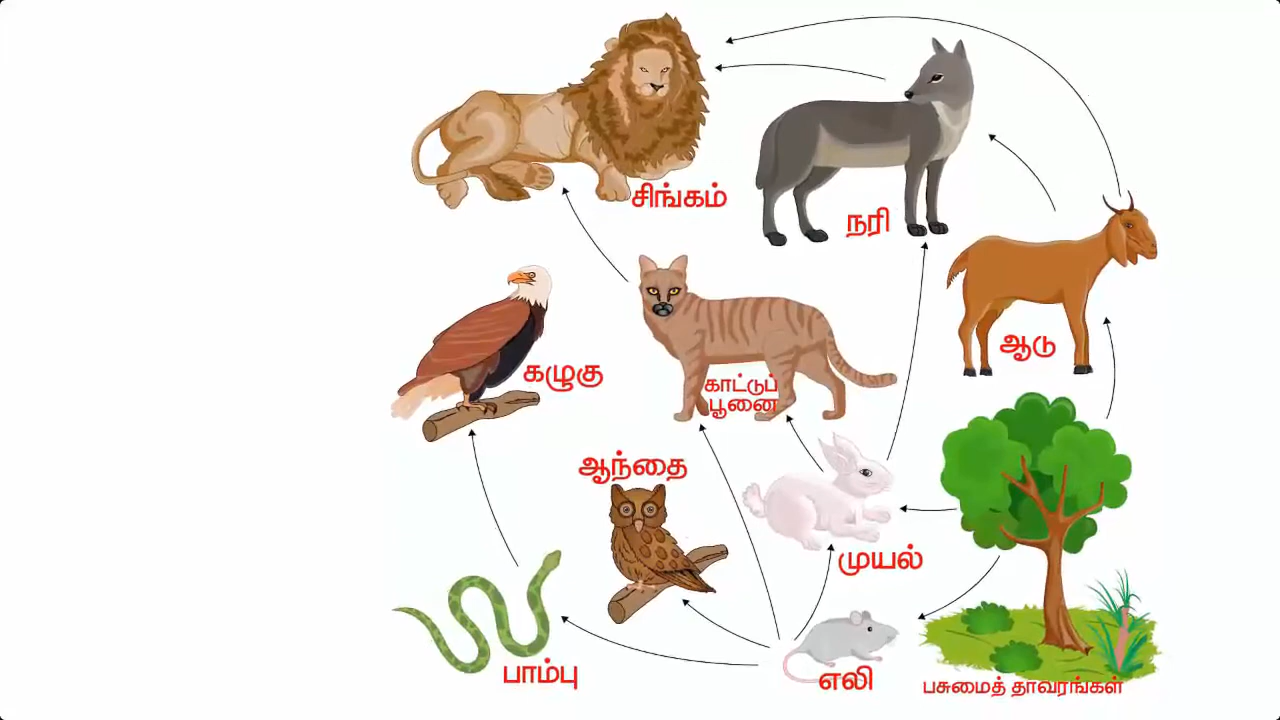 சிங்கம்
நரி
ஆடு
கழுகு
காட்டுப்
பூனை
ஆந்தை
முயல்
பாம்பு
எலி
பசுமைத் தாவரங்கள்